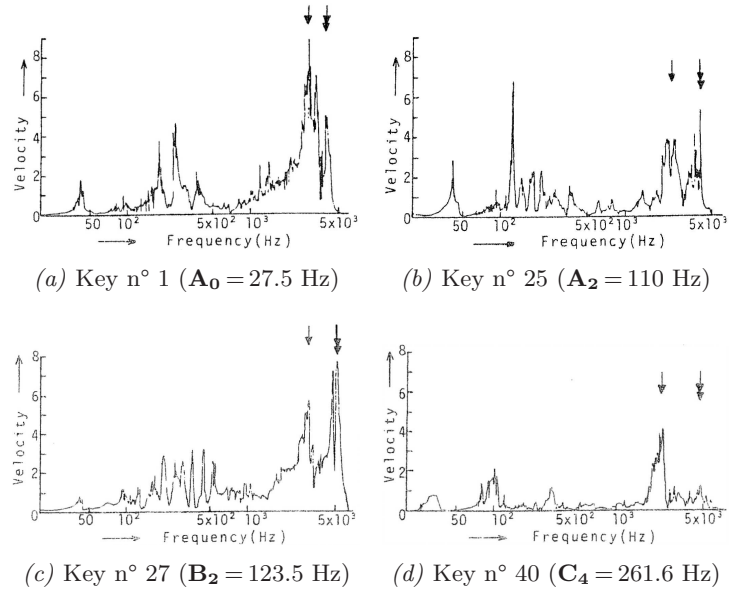 8
6
4
2
0
Velocity
50 10² 5x10² 10³ 5x10³
Frequency(Hz)
(a) Key n° 1 (A₀ = 27.5 Hz)
8
6
4
2
0
Velocity
50 10² 5x10² 10³ 5x10³
Frequency(Hz)
(b) Key n° 25 (A₂ = 110 Hz)
8
6
4
2
0
Velocity
50 10² 5x10² 10³ 5x10³
Frequency(Hz)
(c) Key n° 27 (B₂ = 123.5 Hz)
8
6
4
2
0
Velocity
50 10² 5x10² 10³ 5x10³
Frequency(Hz)
(d) Key n° 40 (C₄ = 261.6 Hz)